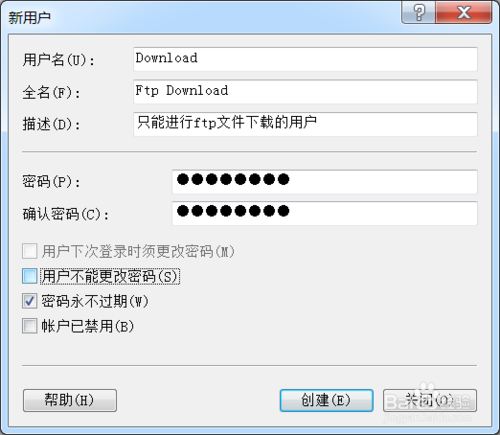 新用户
用户名(U): Download
全名(F): Ftp Download
描述(D): 只能进行ftp文件下载的用户
密码(P): ●●●●●●●●
确认密码(C): ●●●●●●●●
用户下次登录时须更改密码(M)
用户不能更改密码(S)
密码永不过期(W)
帐户已禁用(B)
帮助(H) 创建(E) 关闭(O)
Bai 经验